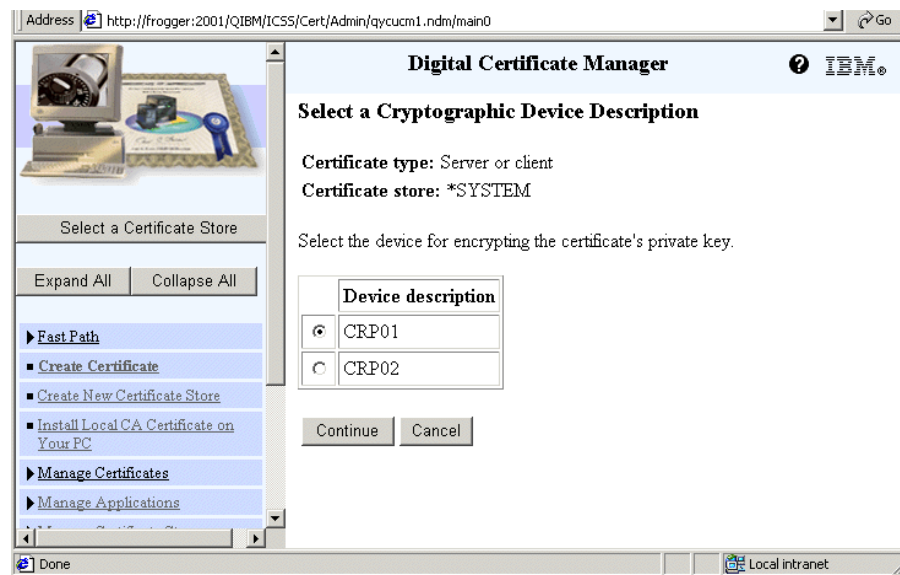 Address http://frogger:2001/QIBM/ICSS/Cert/Admin/qycucm1.ndm/main0 Go
Digital Certificate Manager
IBM®
Select a Certificate Store
Expand All Collapse All
Fast Path
Create Certificate
Create New Certificate Store
Install Local CA Certificate on
Your PC
Manage Certificates
Manage Applications
Select a Cryptographic Device Description
Certificate type: Server or client
Certificate store: *SYSTEM
Select the device for encrypting the certificate's private key.
Device description
CRP01
CRP02
Continue Cancel
Done Local intranet